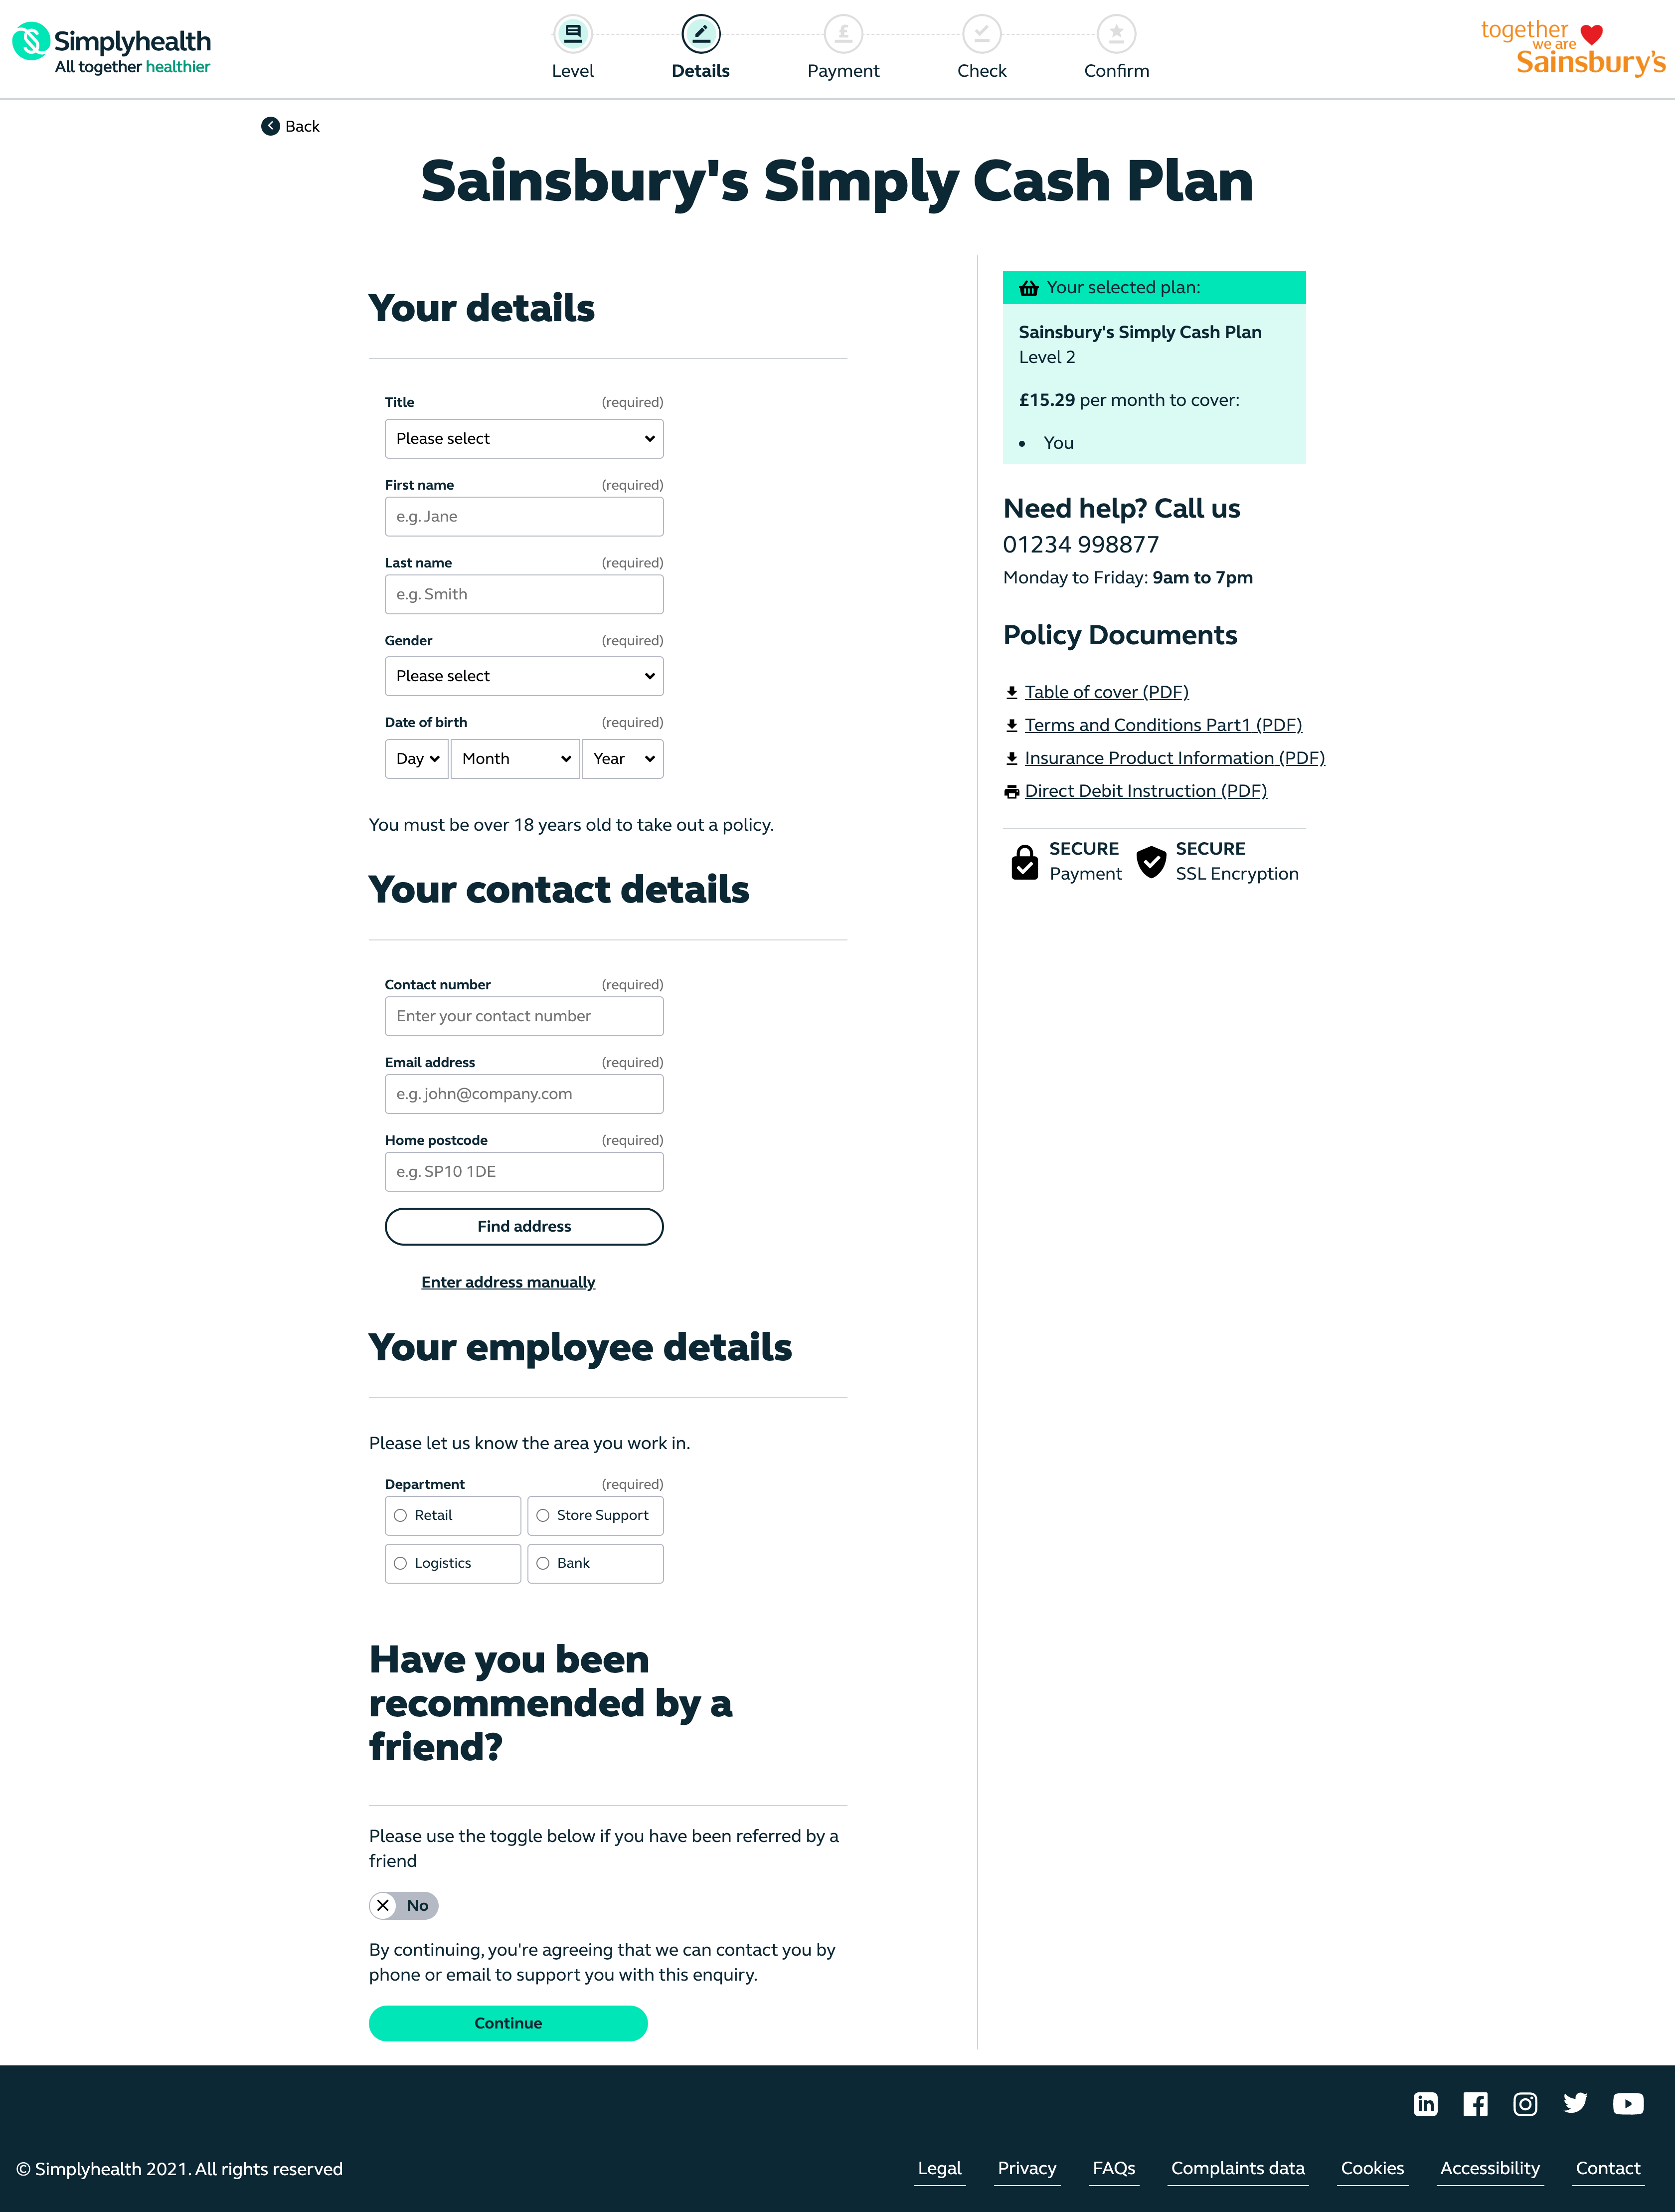 Simplyhealth
All together healthier
Level
Details
£
Payment
Check
Confirm
together
we are
Sainsbury's
Back
Sainsbury's Simply Cash Plan
Your details
Title (required)
Please select
First name (required)
e.g. Jane
Last name (required)
e.g. Smith
Gender (required)
Please select
Date of birth (required)
Day Month Year
You must be over 18 years old to take out a policy.
Your contact details
Contact number (required)
Enter your contact number
Email address (required)
e.g. john@company.com
Home postcode (required)
e.g. SP10 1DE
Find address
Enter address manually
Your employee details
Please let us know the area you work in.
Department (required)
Retail Store Support
Logistics Bank
Have you been
recommended by a
friend?
Please use the toggle below if you have been referred by a
friend
No
By continuing, you're agreeing that we can contact you by
phone or email to support you with this enquiry.
Continue
Your selected plan:
Sainsbury's Simply Cash Plan
Level 2
£15.29 per month to cover:
• You
Need help? Call us
01234 998877
Monday to Friday: 9am to 7pm
Policy Documents
Table of cover (PDF)
Terms and Conditions Part1 (PDF)
Insurance Product Information (PDF)
Direct Debit Instruction (PDF)
SECURE
Payment
SECURE
SSL Encryption
in
© Simplyhealth 2021. All rights reserved
Legal Privacy FAQs Complaints data Cookies Accessibility Contact